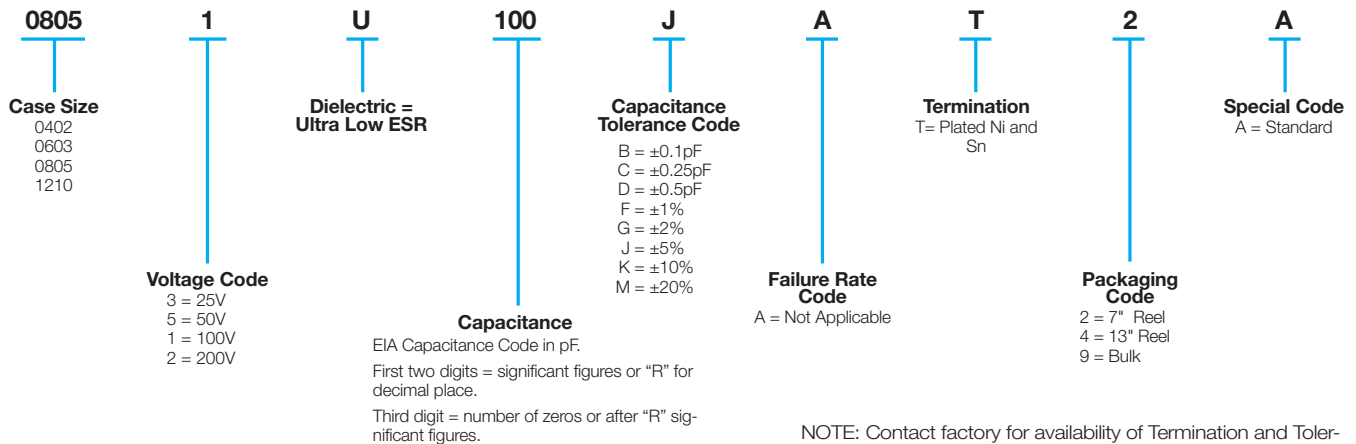 0805 1 U 100 J A T 2 A
Case Size
0402
0603
0805
1210
Voltage Code
3 = 25V
5 = 50V
1 = 100V
2 = 200V
Dielectric =
Ultra Low ESR
Capacitance
EIA Capacitance Code in pF.
First two digits = significant figures or “R” for
decimal place.
Third digit = number of zeros or after “R” sig-
nificant figures.
Capacitance
Tolerance Code
B = ±0.1pF
C = ±0.25pF
D = ±0.5pF
F = ±1%
G = ±2%
J = ±5%
K = ±10%
M = ±20%
Failure Rate
Code
A = Not Applicable
Termination
T= Plated Ni and
Sn
Packaging
Code
2 = 7" Reel
4 = 13" Reel
9 = Bulk
Special Code
A = Standard
NOTE: Contact factory for availability of Termination and Toler-